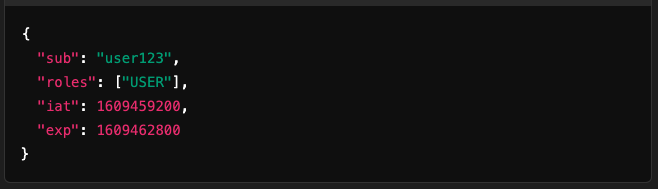 {
  "sub": "user123",
  "roles": ["USER"],
  "iat": 1609459200,
  "exp": 1609462800
}